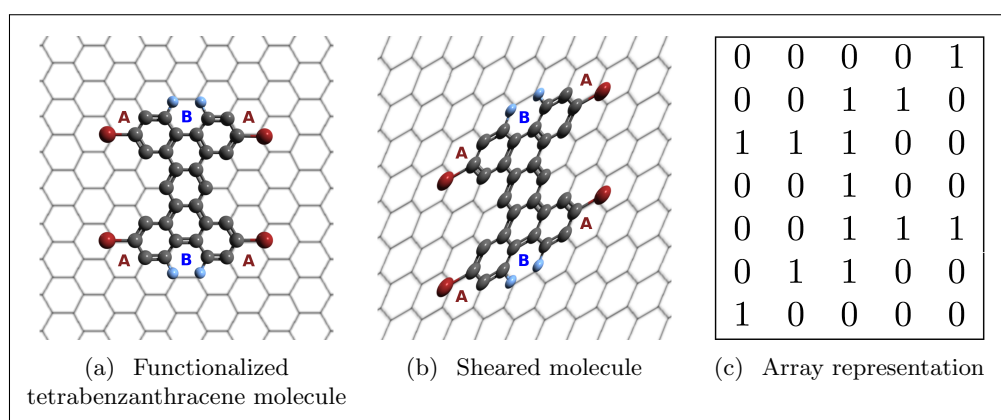 A B A
A B A
A
B
A
A
B
A
0 0 0 0 1
0 0 1 1 0
1 1 1 0 0
0 0 1 0 0
0 0 1 1 1
0 1 1 0 0
1 0 0 0 0
(a) Functionalized
tetrabenzanthracene molecule
(b) Sheared molecule
(c) Array representation